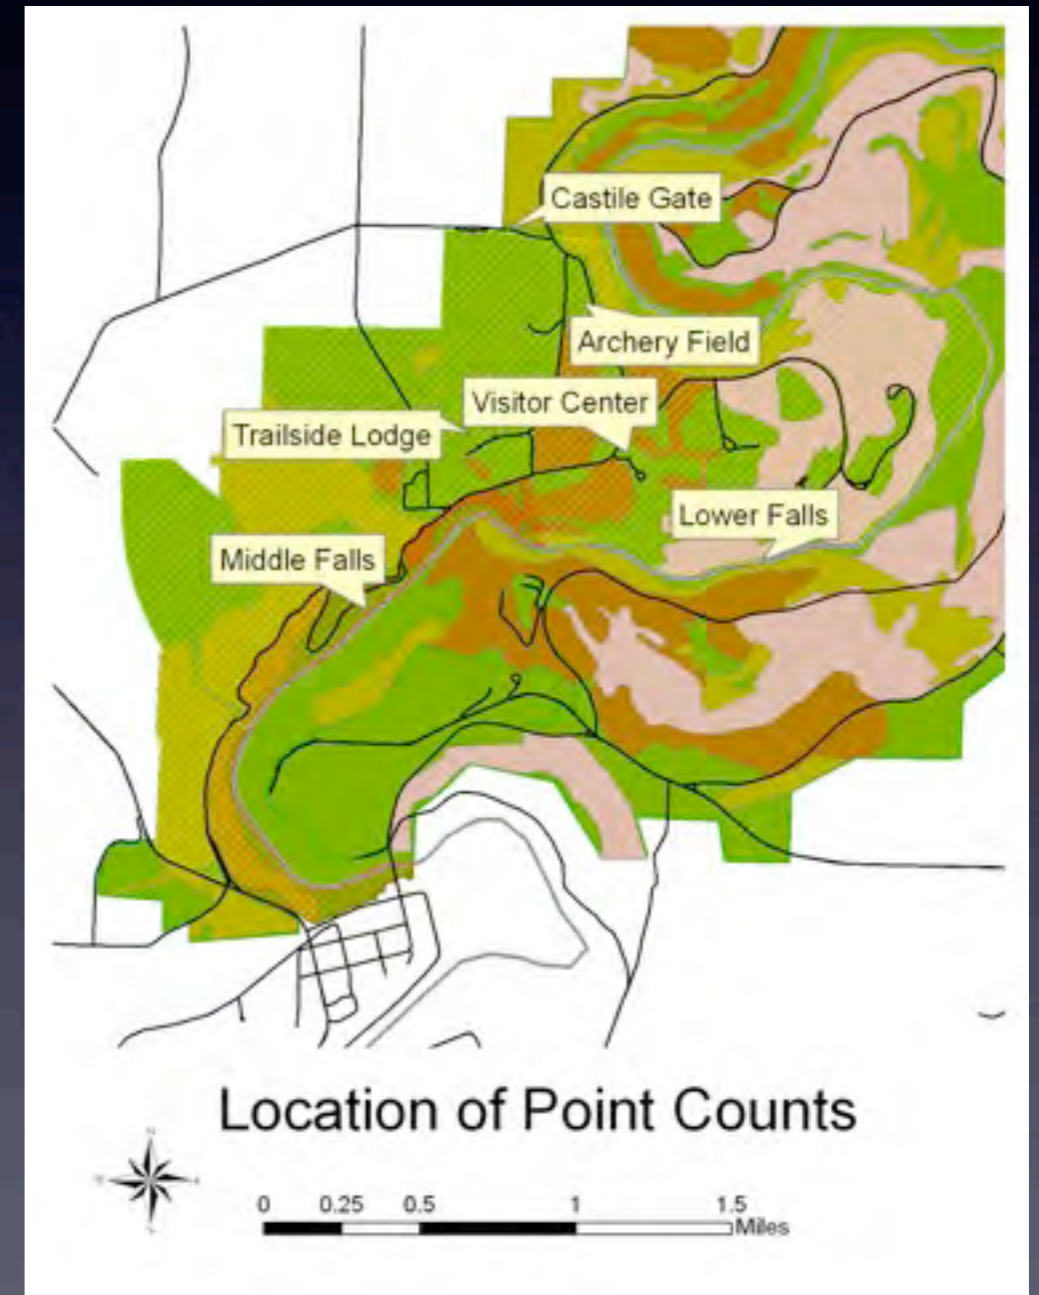 Castile Gate
Archery Field
Visitor Center
Trailside Lodge
Lower Falls
Middle Falls
Location of Point Counts
0 0.25 0.5 1 1.5
Miles